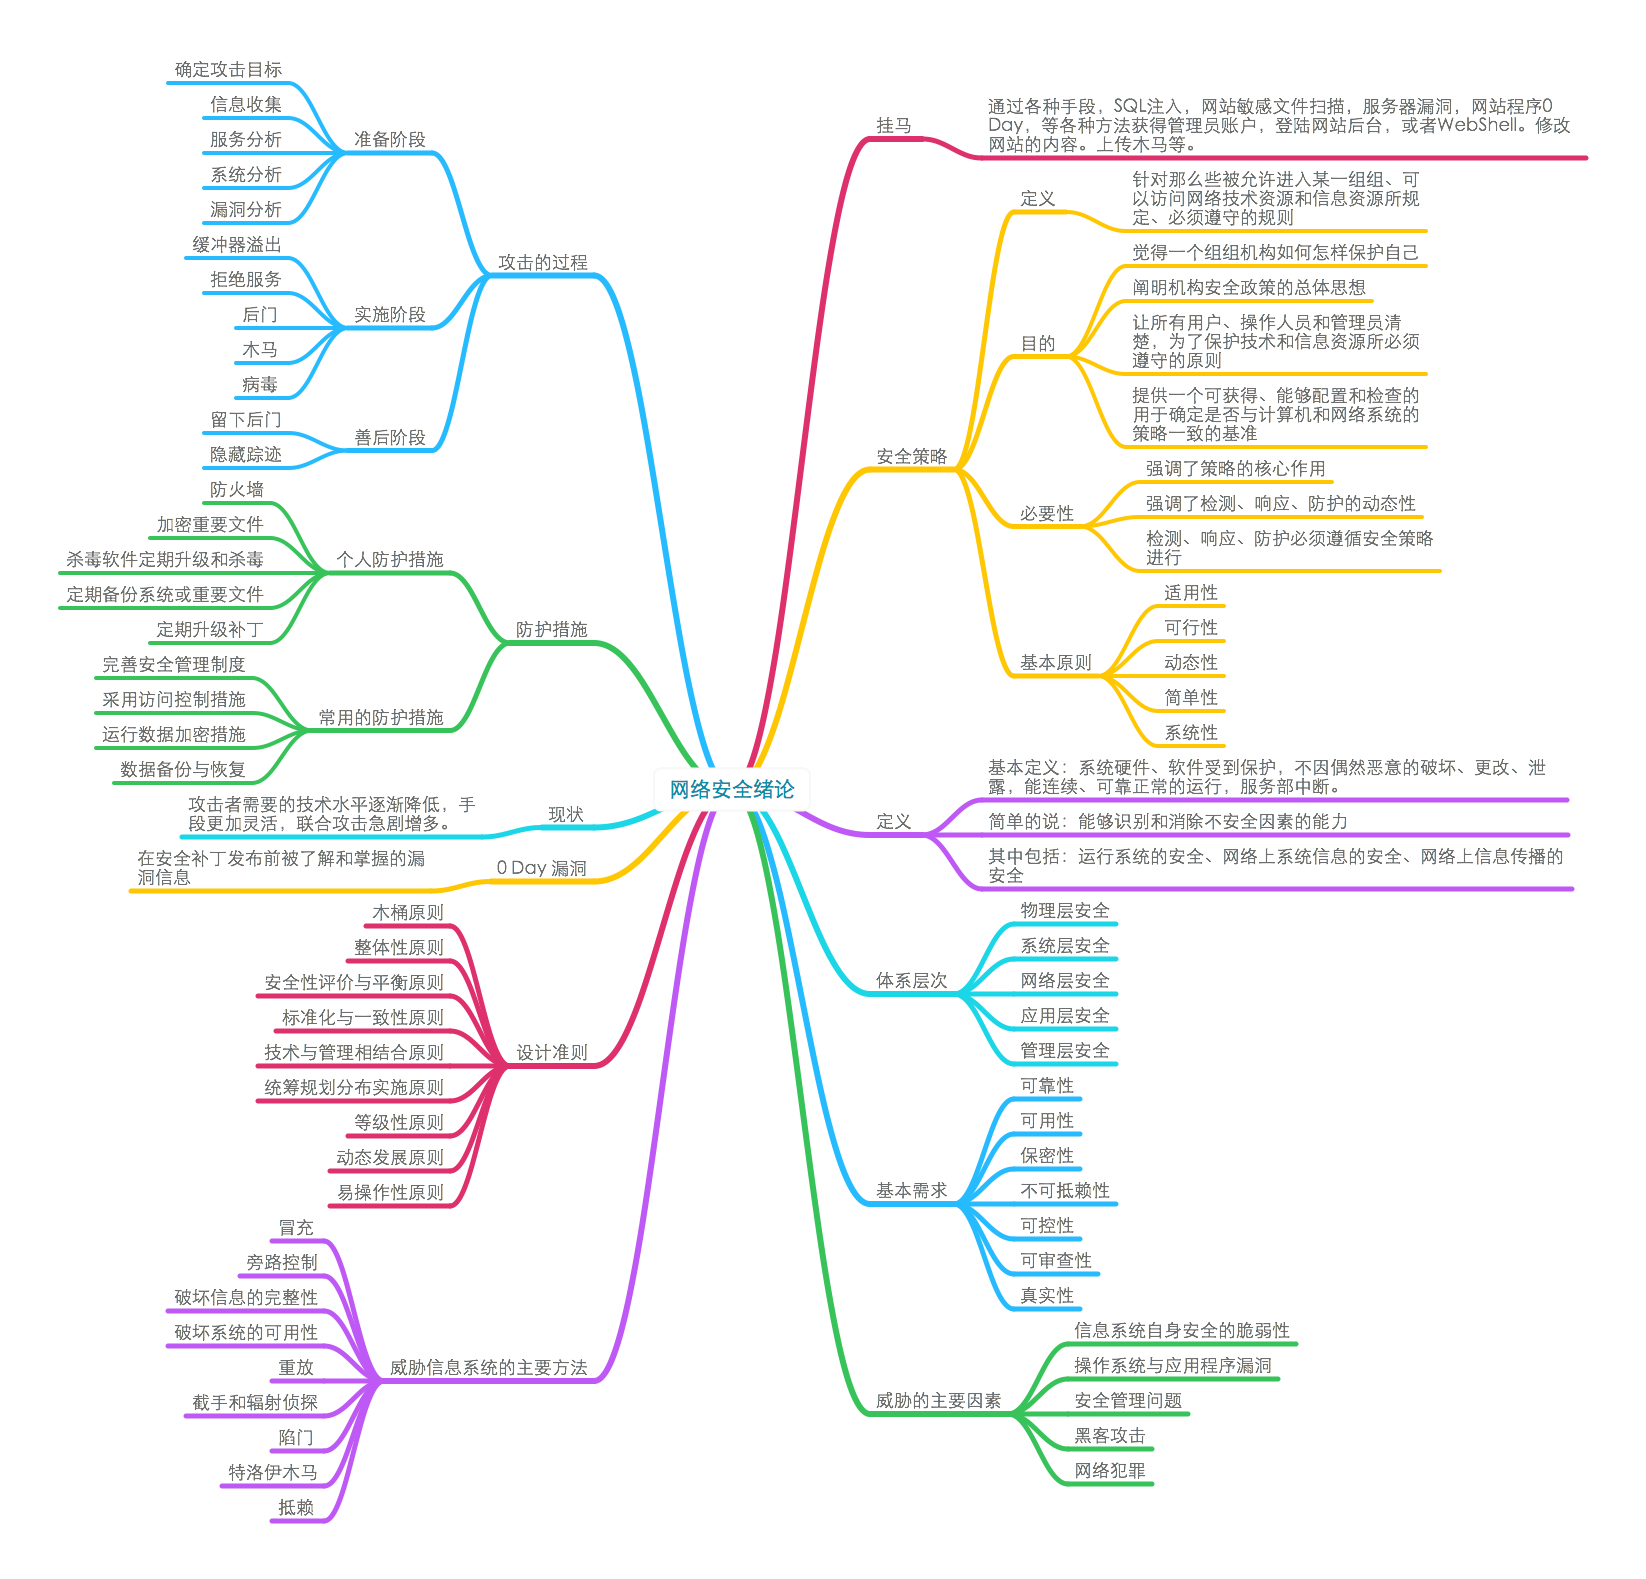 网络安全绪论
挂马
通过各种手段，SQL注入，网站敏感文件扫描，服务器漏洞，网站程序0
Day，等各种方法获得管理员账户，登陆网站后台，或者WebShell。修改
网站的内容。上传木马等。
安全策略
定义
针对那么些被允许进入某一组组、可
以访问网络技术资源和信息资源所规
定、必须遵守的规则
目的
觉得一个组组机构如何怎样保护自己
阐明机构安全政策的总体思想
让所有用户、操作人员和管理员清
楚，为了保护技术和信息资源所必须
遵守的原则
提供一个可获得、能够配置和检查的
用于确定是否与计算机和网络系统的
策略一致的基准
必要性
强调了策略的核心作用
强调了检测、响应、防护的动态性
检测、响应、防护必须遵循安全策略
进行
基本原则
适用性
可行性
动态性
简单性
系统性
定义
基本定义：系统硬件、软件受到保护，不因偶然恶意的破坏、更改、泄
露，能连续、可靠正常的运行，服务部中断。
简单的说：能够识别和消除不安全因素的能力
其中包括：运行系统的安全、网络上系统信息的安全、网络上信息传播的
安全
体系层次
物理层安全
系统层安全
网络层安全
应用层安全
管理层安全
基本需求
可靠性
可用性
保密性
不可抵赖性
可控性
可审查性
真实性
威胁的主要因素
信息系统自身安全的脆弱性
操作系统与应用程序漏洞
安全管理问题
黑客攻击
网络犯罪
攻击的过程
准备阶段
确定攻击目标
信息收集
服务分析
系统分析
漏洞分析
实施阶段
缓冲器溢出
拒绝服务
后门
木马
病毒
善后阶段
留下后门
隐藏踪迹
防护措施
个人防护措施
防火墙
加密重要文件
杀毒软件定期升级和杀毒
定期备份系统或重要文件
定期升级补丁
常用的防护措施
完善安全管理制度
采用访问控制措施
运行数据加密措施
数据备份与恢复
现状
攻击者需要的技术水平逐渐降低，手
段更加灵活，联合攻击急剧增多。
0 Day 漏洞
在安全补丁发布前被了解和掌握的漏
洞信息
设计准则
木桶原则
整体性原则
安全性评价与平衡原则
标准化与一致性原则
技术与管理相结合原则
统筹规划分布实施原则
等级性原则
动态发展原则
易操作性原则
威胁信息系统的主要方法
冒充
旁路控制
破坏信息的完整性
破坏系统的可用性
重放
截手和辐射侦探
陷门
特洛伊木马
抵赖